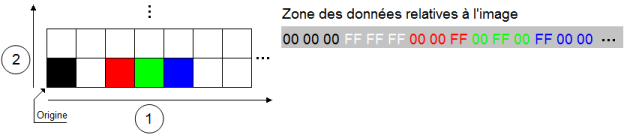 Zone des données relatives à l'image
00 00 00 FF FF FF 00 00 FF 00 FF 00 FF 00 00 ...
...
2
...
Origine
1